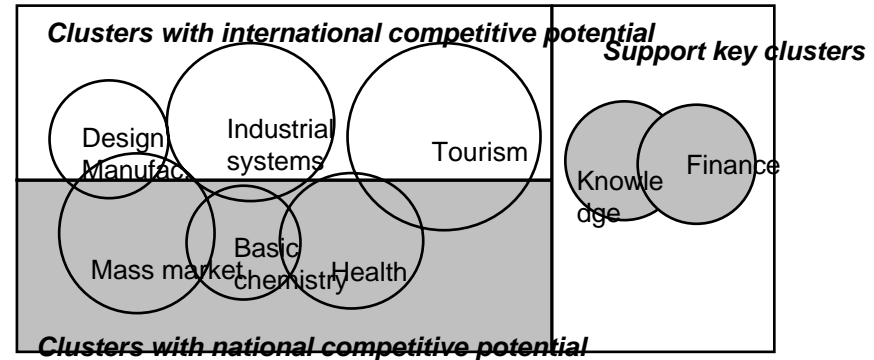 Clusters with international competitive potential
Support key clusters
Design
Manufac.
Industrial
systems
Tourism
Knowle
dge
Finance
Mass market
Basic
chemistry
Health
Clusters with national competitive potential